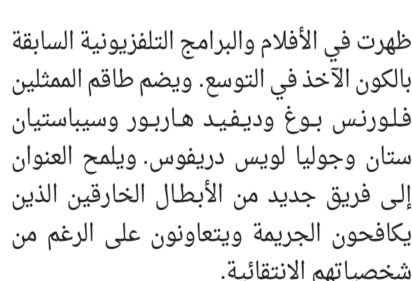 ظهرت في الأفلام والبرامج التلفزيونية السابقة
بالكون الآخذ في التوسع. ويضم طاقم الممثلين
فلورنس بوغ وديفيد هاربور وسيباستيان
ستان وجوليا لويس دريفوس. ويلمح العنوان
إلى فريق جديد من الأبطال الخارقين الذين
يكافحون الجريمة ويتعاونون على الرغم من
شخصياتهم الانتقائية.